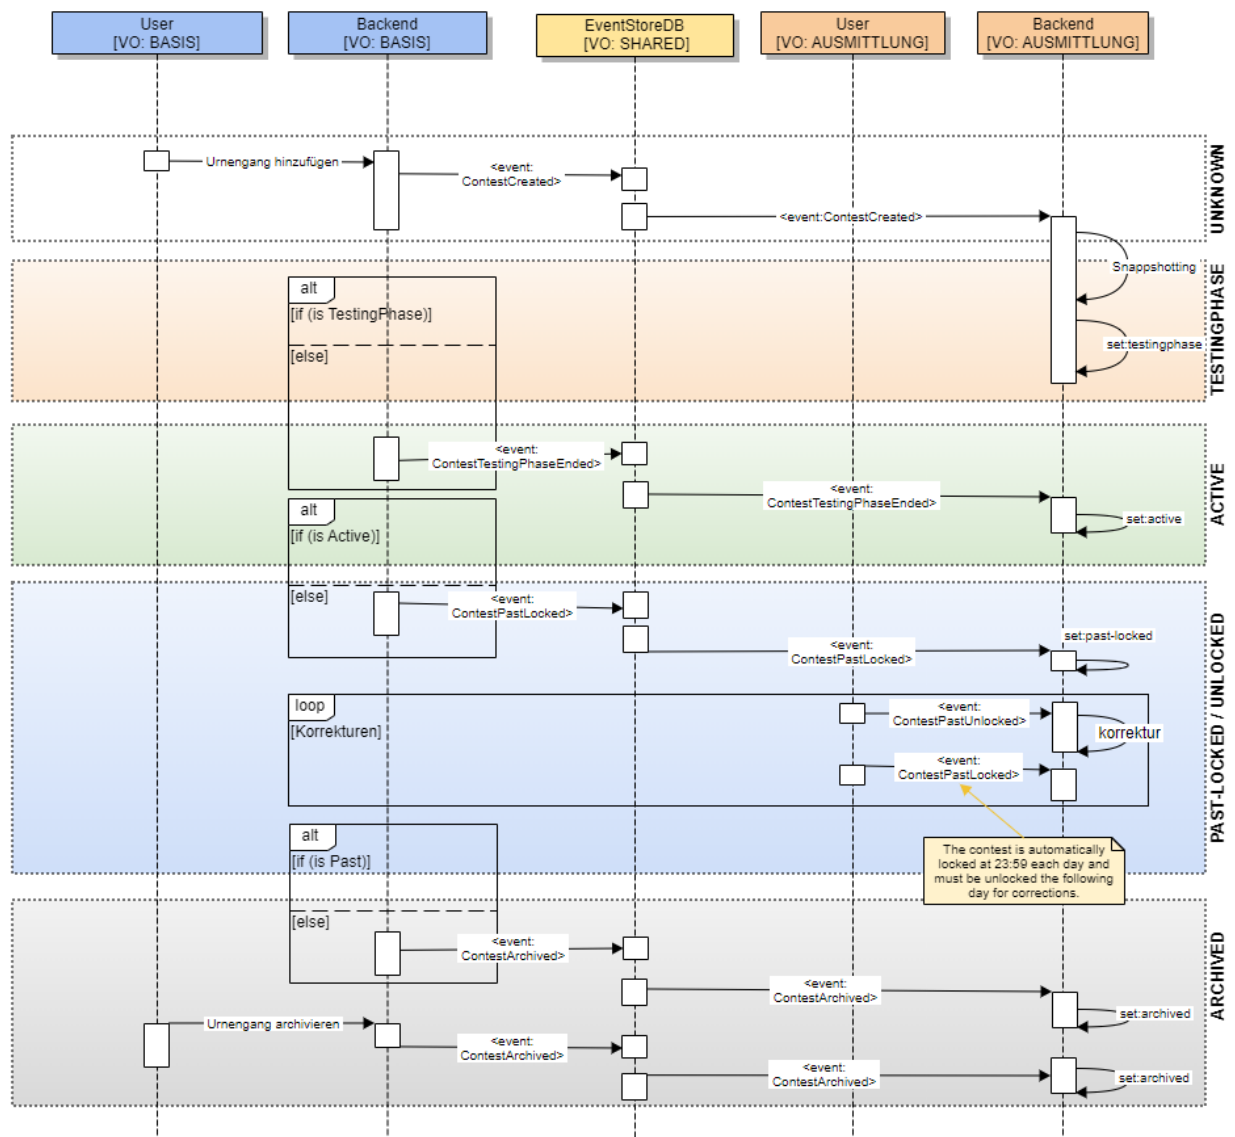 User
[VO: BASIS]
Backend
[VO: BASIS]
EventStoreDB
[VO: SHARED]
User
[VO: AUSMITTLUNG]
Backend
[VO: AUSMITTLUNG]
UNKNOWN
Urnengang hinzufügen
<event:
ContestCreated>
<event:ContestCreated>
Snappshotting
TESTINGPHASE
alt
[if (is TestingPhase)]
set:testingphase
[else]
ACTIVE
<event:
ContestTestingPhaseEnded>
<event:
ContestTestingPhaseEnded>
set:active
alt
[if (is Active)]
PAST-LOCKED / UNLOCKED
[else]
<event:
ContestPastLocked>
<event:
ContestPastLocked>
set:past-locked
loop
[Korrekturen]
<event:
ContestPastUnlocked>
korrektur
<event:
ContestPastLocked>
The contest is automatically
locked at 23:59 each day and
must be unlocked the following
day for corrections.
alt
[if (is Past)]
ARCHIVED
[else]
<event:
ContestArchived>
<event:
ContestArchived>
set:archived
Urnengang archivieren
<event:
ContestArchived>
<event:
ContestArchived>
set:archived